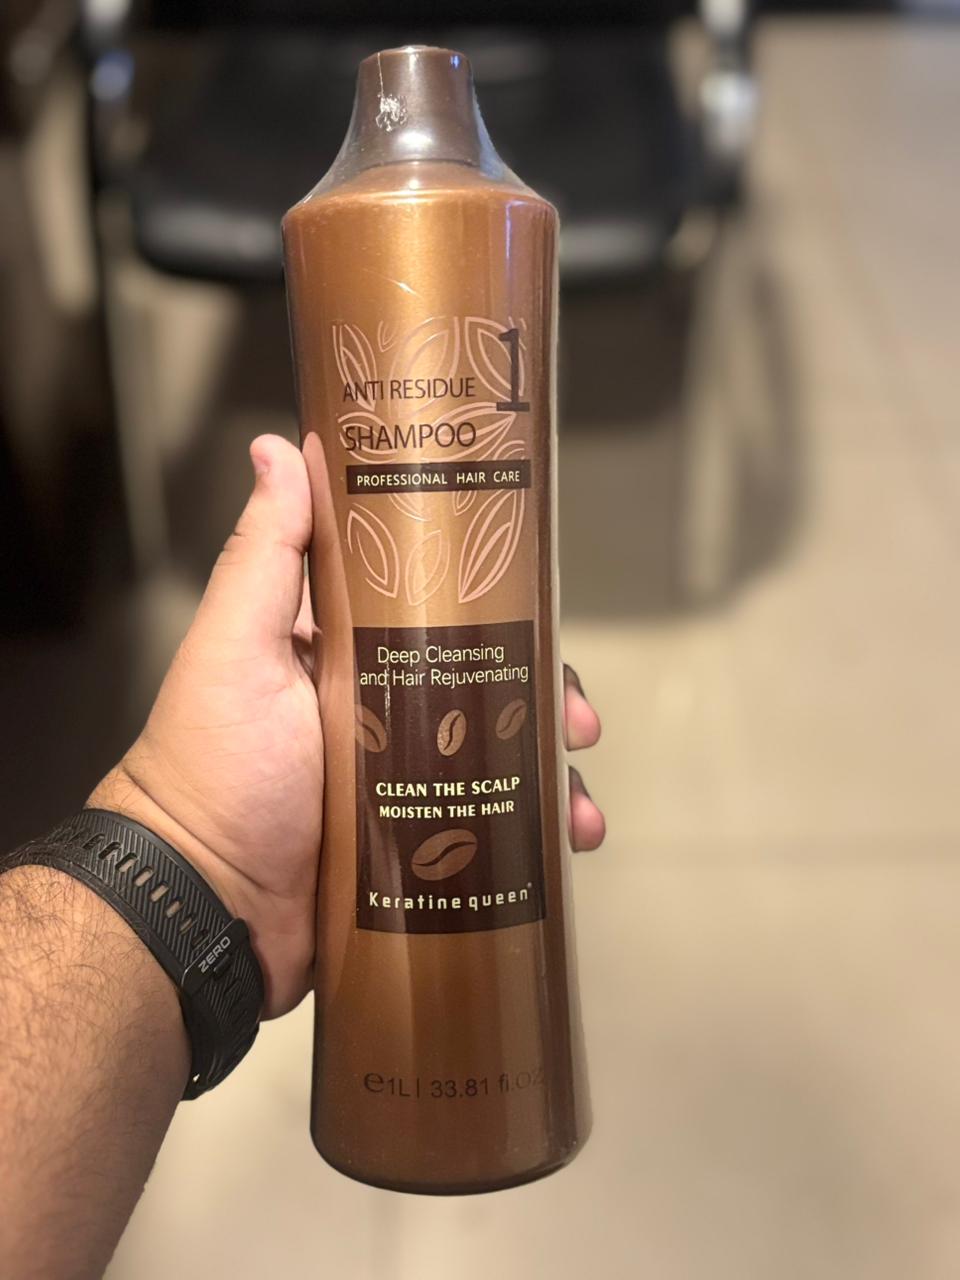 1
ANTI RESIDUE
SHAMPOO
PROFESSIONAL HAIR CARE
Deep Cleansing
and Hair Rejuvenating
CLEAN THE SCALP
MOISTEN THE HAIR
Keratine queen®
e1L| 33.81 fl.oz
ZERO